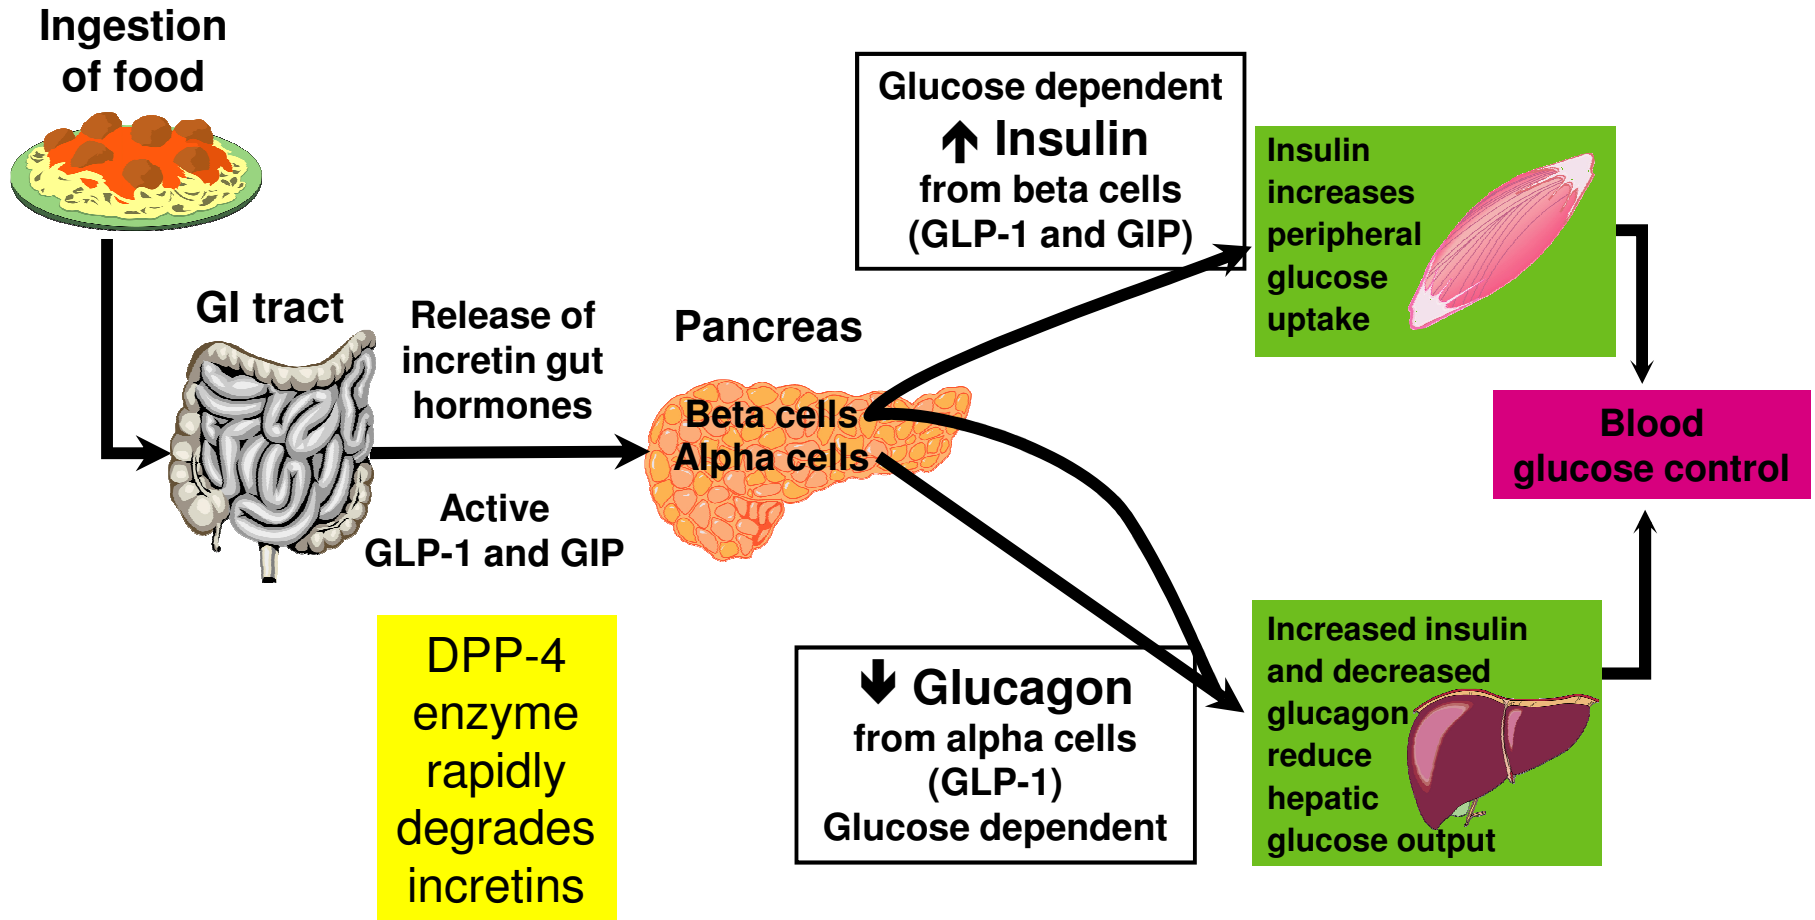 Ingestion
of food
GI tract
Release of
incretin gut
hormones
Active
GLP-1 and GIP
DPP-4
enzyme
rapidly
degrades
incretins
Pancreas
Beta cells
Alpha cells
Glucose dependent
↑ Insulin
from beta cells
(GLP-1 and GIP)
↓ Glucagon
from alpha cells
(GLP-1)
Glucose dependent
Insulin
increases
peripheral
glucose
uptake
Increased insulin
and decreased
glucagon
reduce
hepatic
glucose output
Blood
glucose control